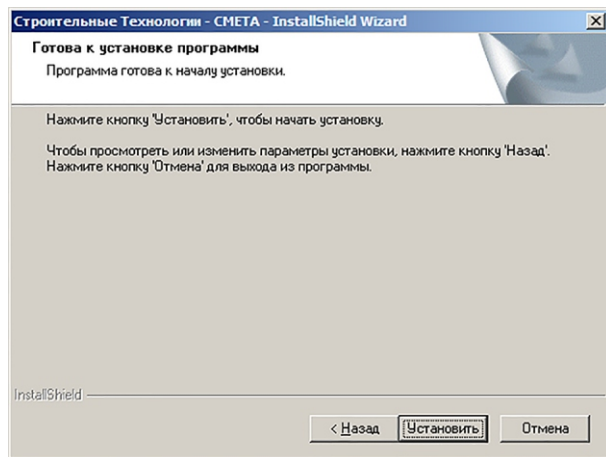 Строительные Технологии - СМЕТА - InstallShield Wizard
Готова к установке программы
Программа готова к началу установки.
Нажмите кнопку 'Установить', чтобы начать установку.
Чтобы просмотреть или изменить параметры установки, нажмите кнопку 'Назад'.
Нажмите кнопку 'Отмена' для выхода из программы.
InstallShield
< Назад Установить Отмена